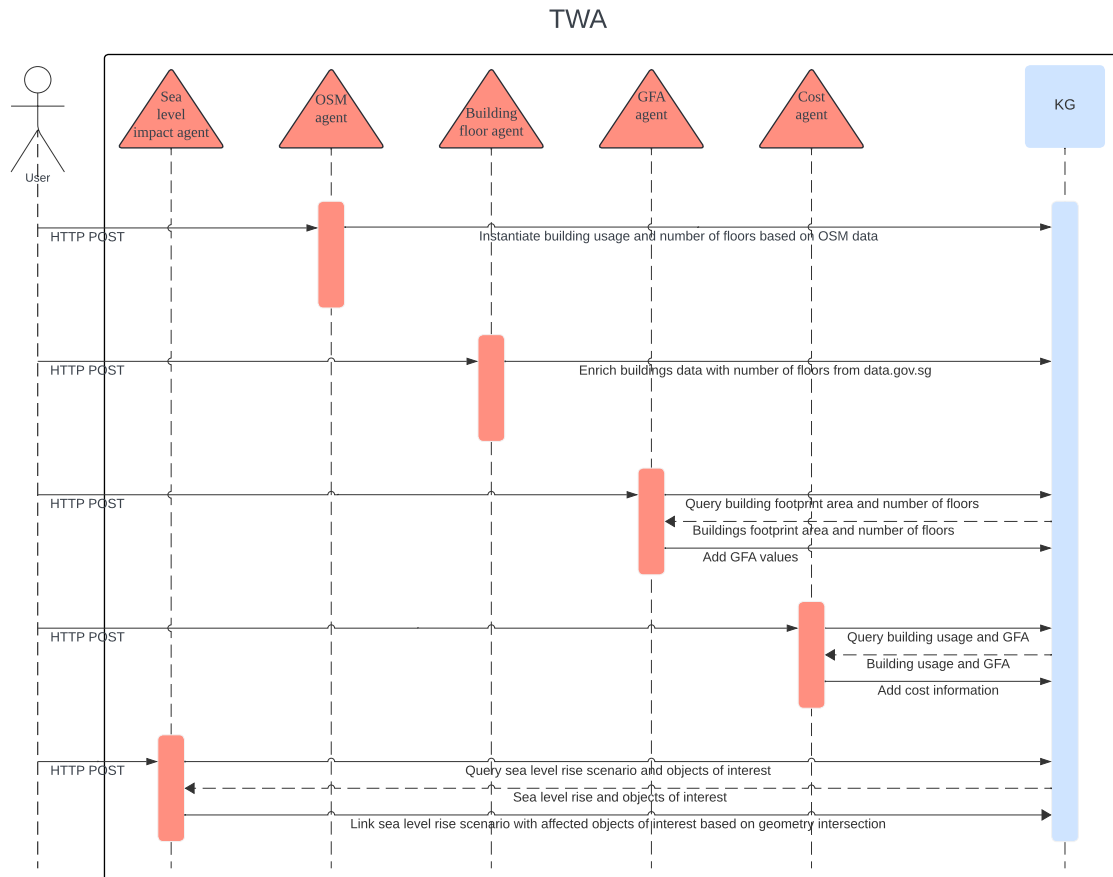 TWA
Sea
level
impact agent
OSM
agent
Building
floor agent
GFA
agent
Cost
agent
KG
User
HTTP POST
Instantiate building usage and number of floors based on OSM data
HTTP POST
Enrich buildings data with number of floors from data.gov.sg
HTTP POST
Query building footprint area and number of floors
Buildings footprint area and number of floors
Add GFA values
HTTP POST
Query building usage and GFA
Building usage and GFA
Add cost information
HTTP POST
Query sea level rise scenario and objects of interest
Sea level rise and objects of interest
Link sea level rise scenario with affected objects of interest based on geometry intersection